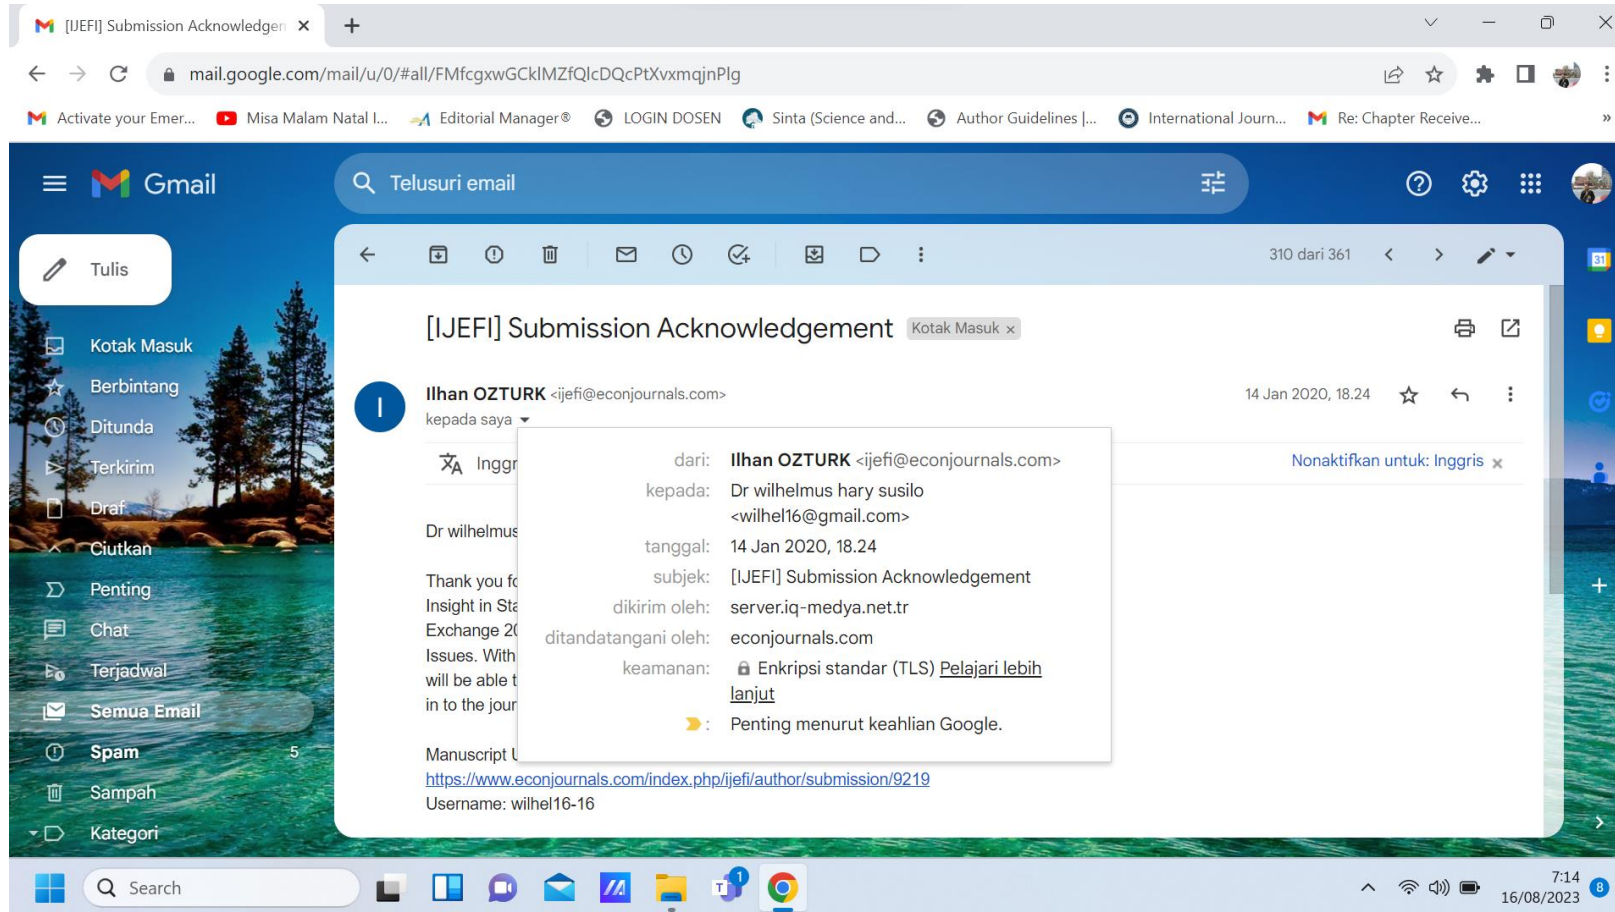 [IJEFI] Submission Acknowledgen
mail.google.com/mail/u/0/#all/FMfcgxwGCklMZfQlcDQcPtXvxmqjnPlg
Activate your Emer... Misa Malam Natal I... Editorial Manager® LOGIN DOSEN Sinta (Science and... Author Guidelines |... International Journ... Re: Chapter Receive... »
Gmail
Telusuri email
Tulis
310 dari 361
31
[IJEFI] Submission Acknowledgement Kotak Masuk x
Kotak Masuk
Berbintang
Ditunda
Terkirim
Draf
Ciutkan
Penting
Chat
Terjadwal
Semua Email
Spam 5
Sampah
Kategori
I
Ilhan OZTURK <ijefi@econjournals.com> 14 Jan 2020, 18.24
kepada saya
Inggr Nonaktifkan untuk: Inggris x
dari: Ilhan OZTURK <ijefi@econjournals.com>
kepada: Dr wilhelmus hary susilo
<wilhel16@gmail.com>
tanggal: 14 Jan 2020, 18.24
subjek: [IJEFI] Submission Acknowledgement
dikirim oleh: server.iq-medya.net.tr
ditandatangani oleh: econjournals.com
keamanan: Enkripsi standar (TLS) Pelajari lebih
lanjut
: Penting menurut keahlian Google.
Dr wilhelmus
Thank you fo
Insight in Sta
Exchange 20
Issues. With
will be able t
in to the jour
Manuscript U
https://www.econjournals.com/index.php/ijefi/author/submission/9219
Username: wilhel16-16
Search
1
7:14
16/08/2023
8